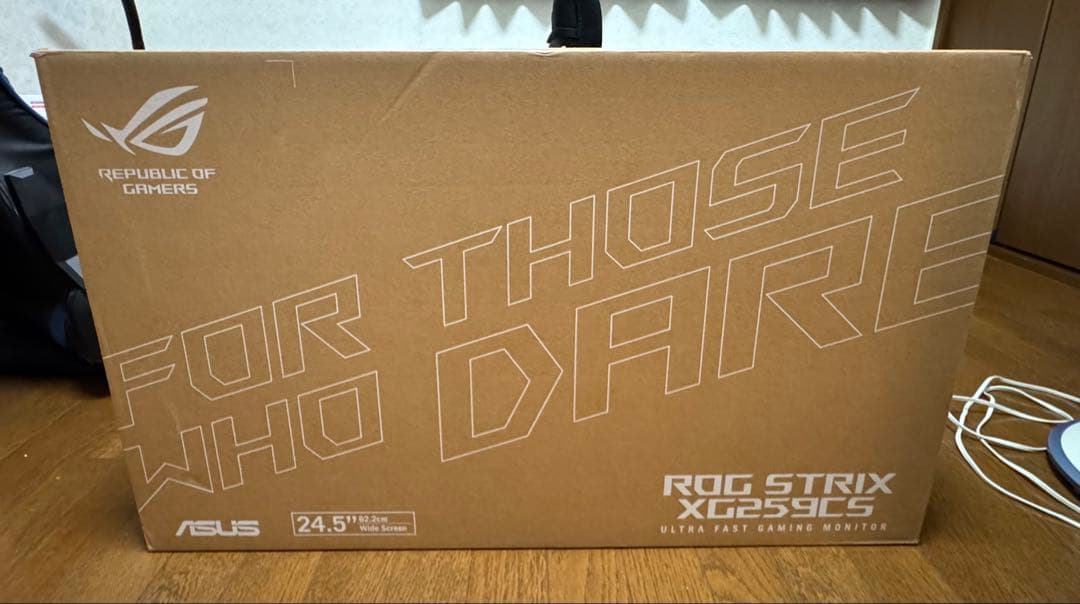 REPUBLIC OF
GAMERS
FOR THOSE
WHO DARE
ASUS
24.5” 62.2cm
Wide Screen
ROG STRIX
XG259CS
ULTRA FAST GAMING MONITOR